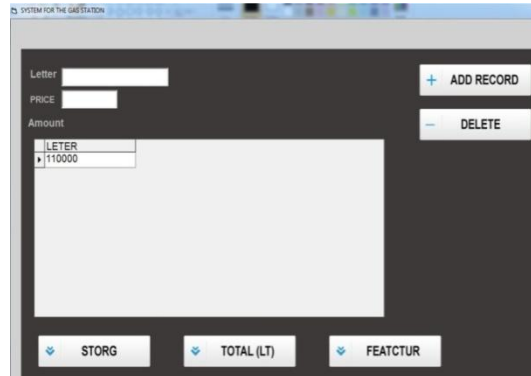 SYSTEM FOR THE GAS STATION
Letter
+ ADD RECORD
PRICE
Amount
− DELETE
LETER
110000
STORG
TOTAL (LT)
FEATCTUR